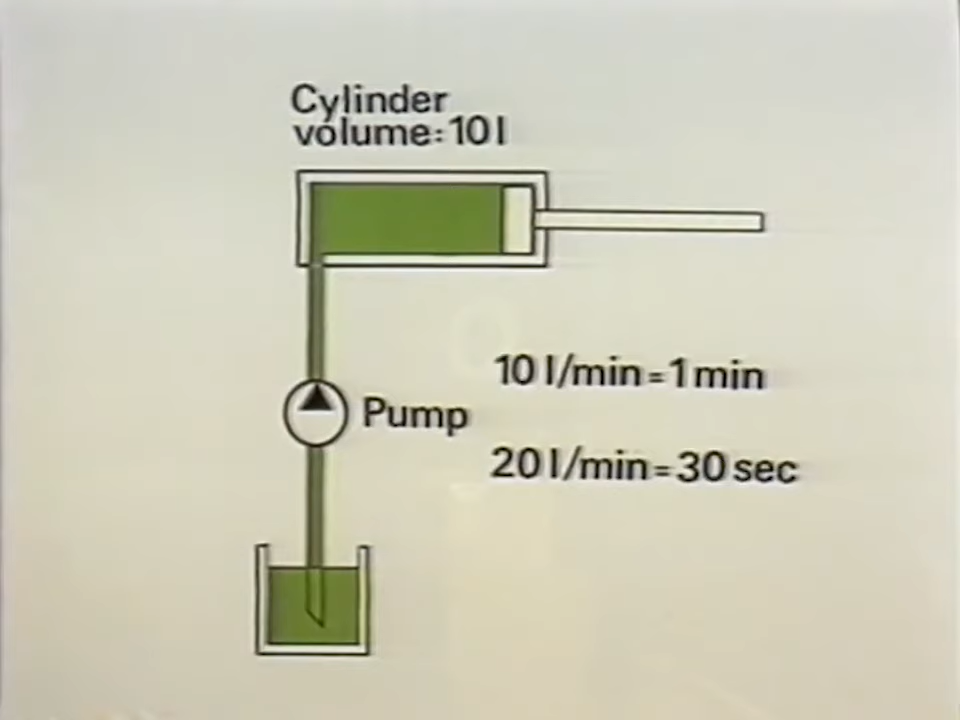 Cylinder
volume: 10 l
Pump
10 l/min = 1 min
20 l/min = 30 sec